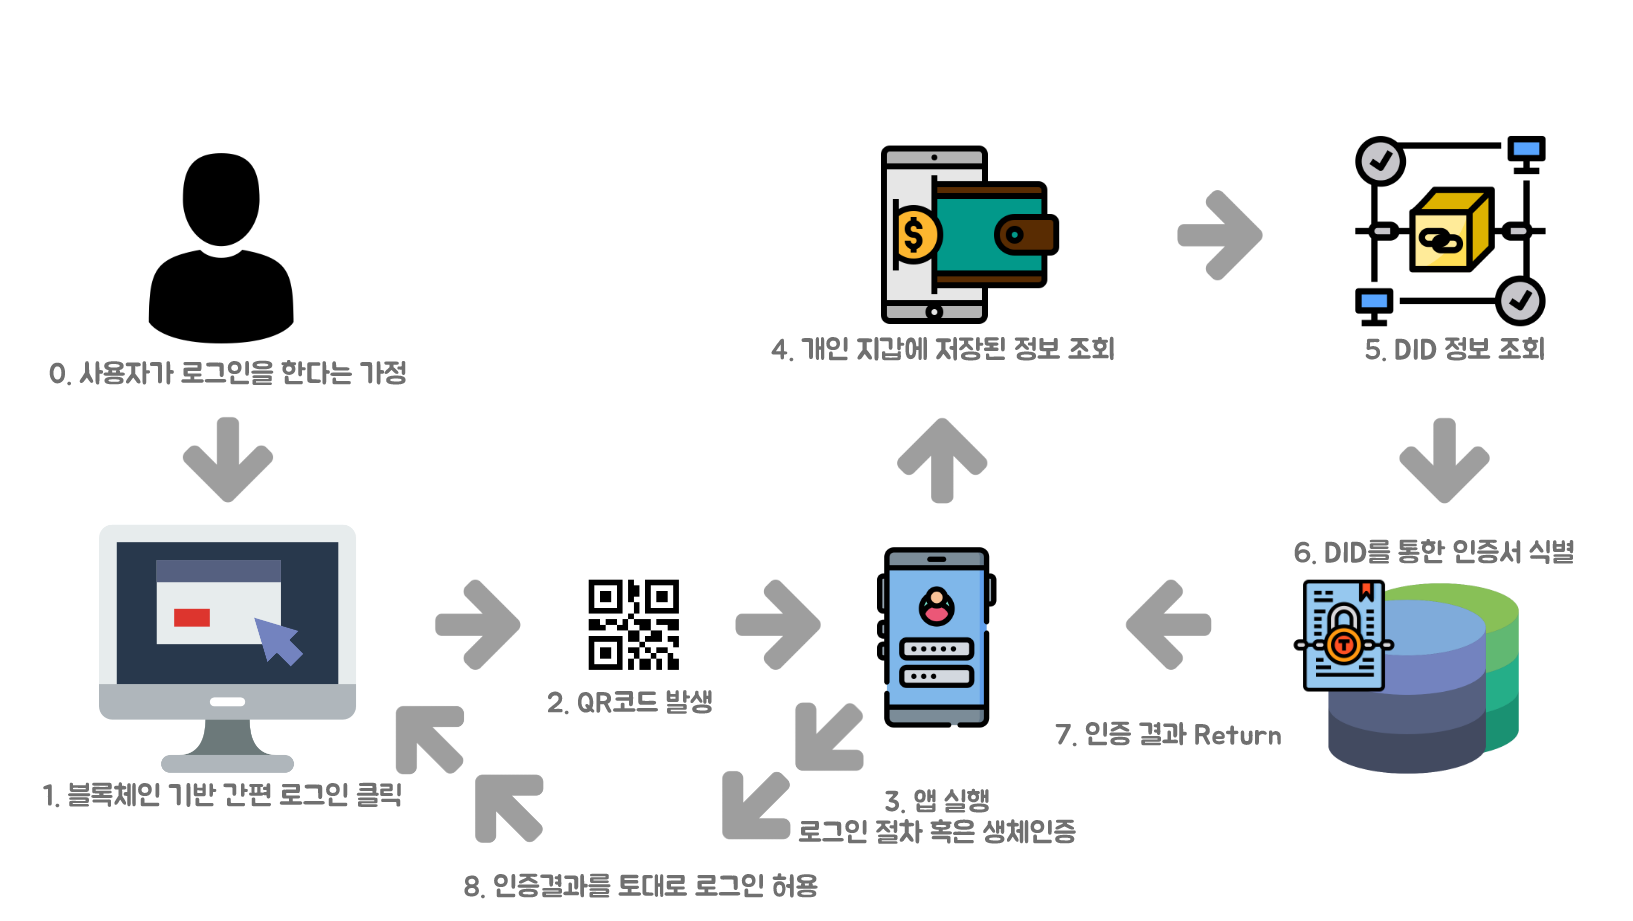 0. 사용자가 로그인을 한다는 가정
1. 블록체인 기반 간편 로그인 클릭
2. QR코드 발생
3. 앱 실행
로그인 절차 혹은 생체인증
4. 개인 지갑에 저장된 정보 조회
5. DID 정보 조회
6. DID를 통한 인증서 식별
7. 인증 결과 Return
8. 인증결과를 토대로 로그인 허용